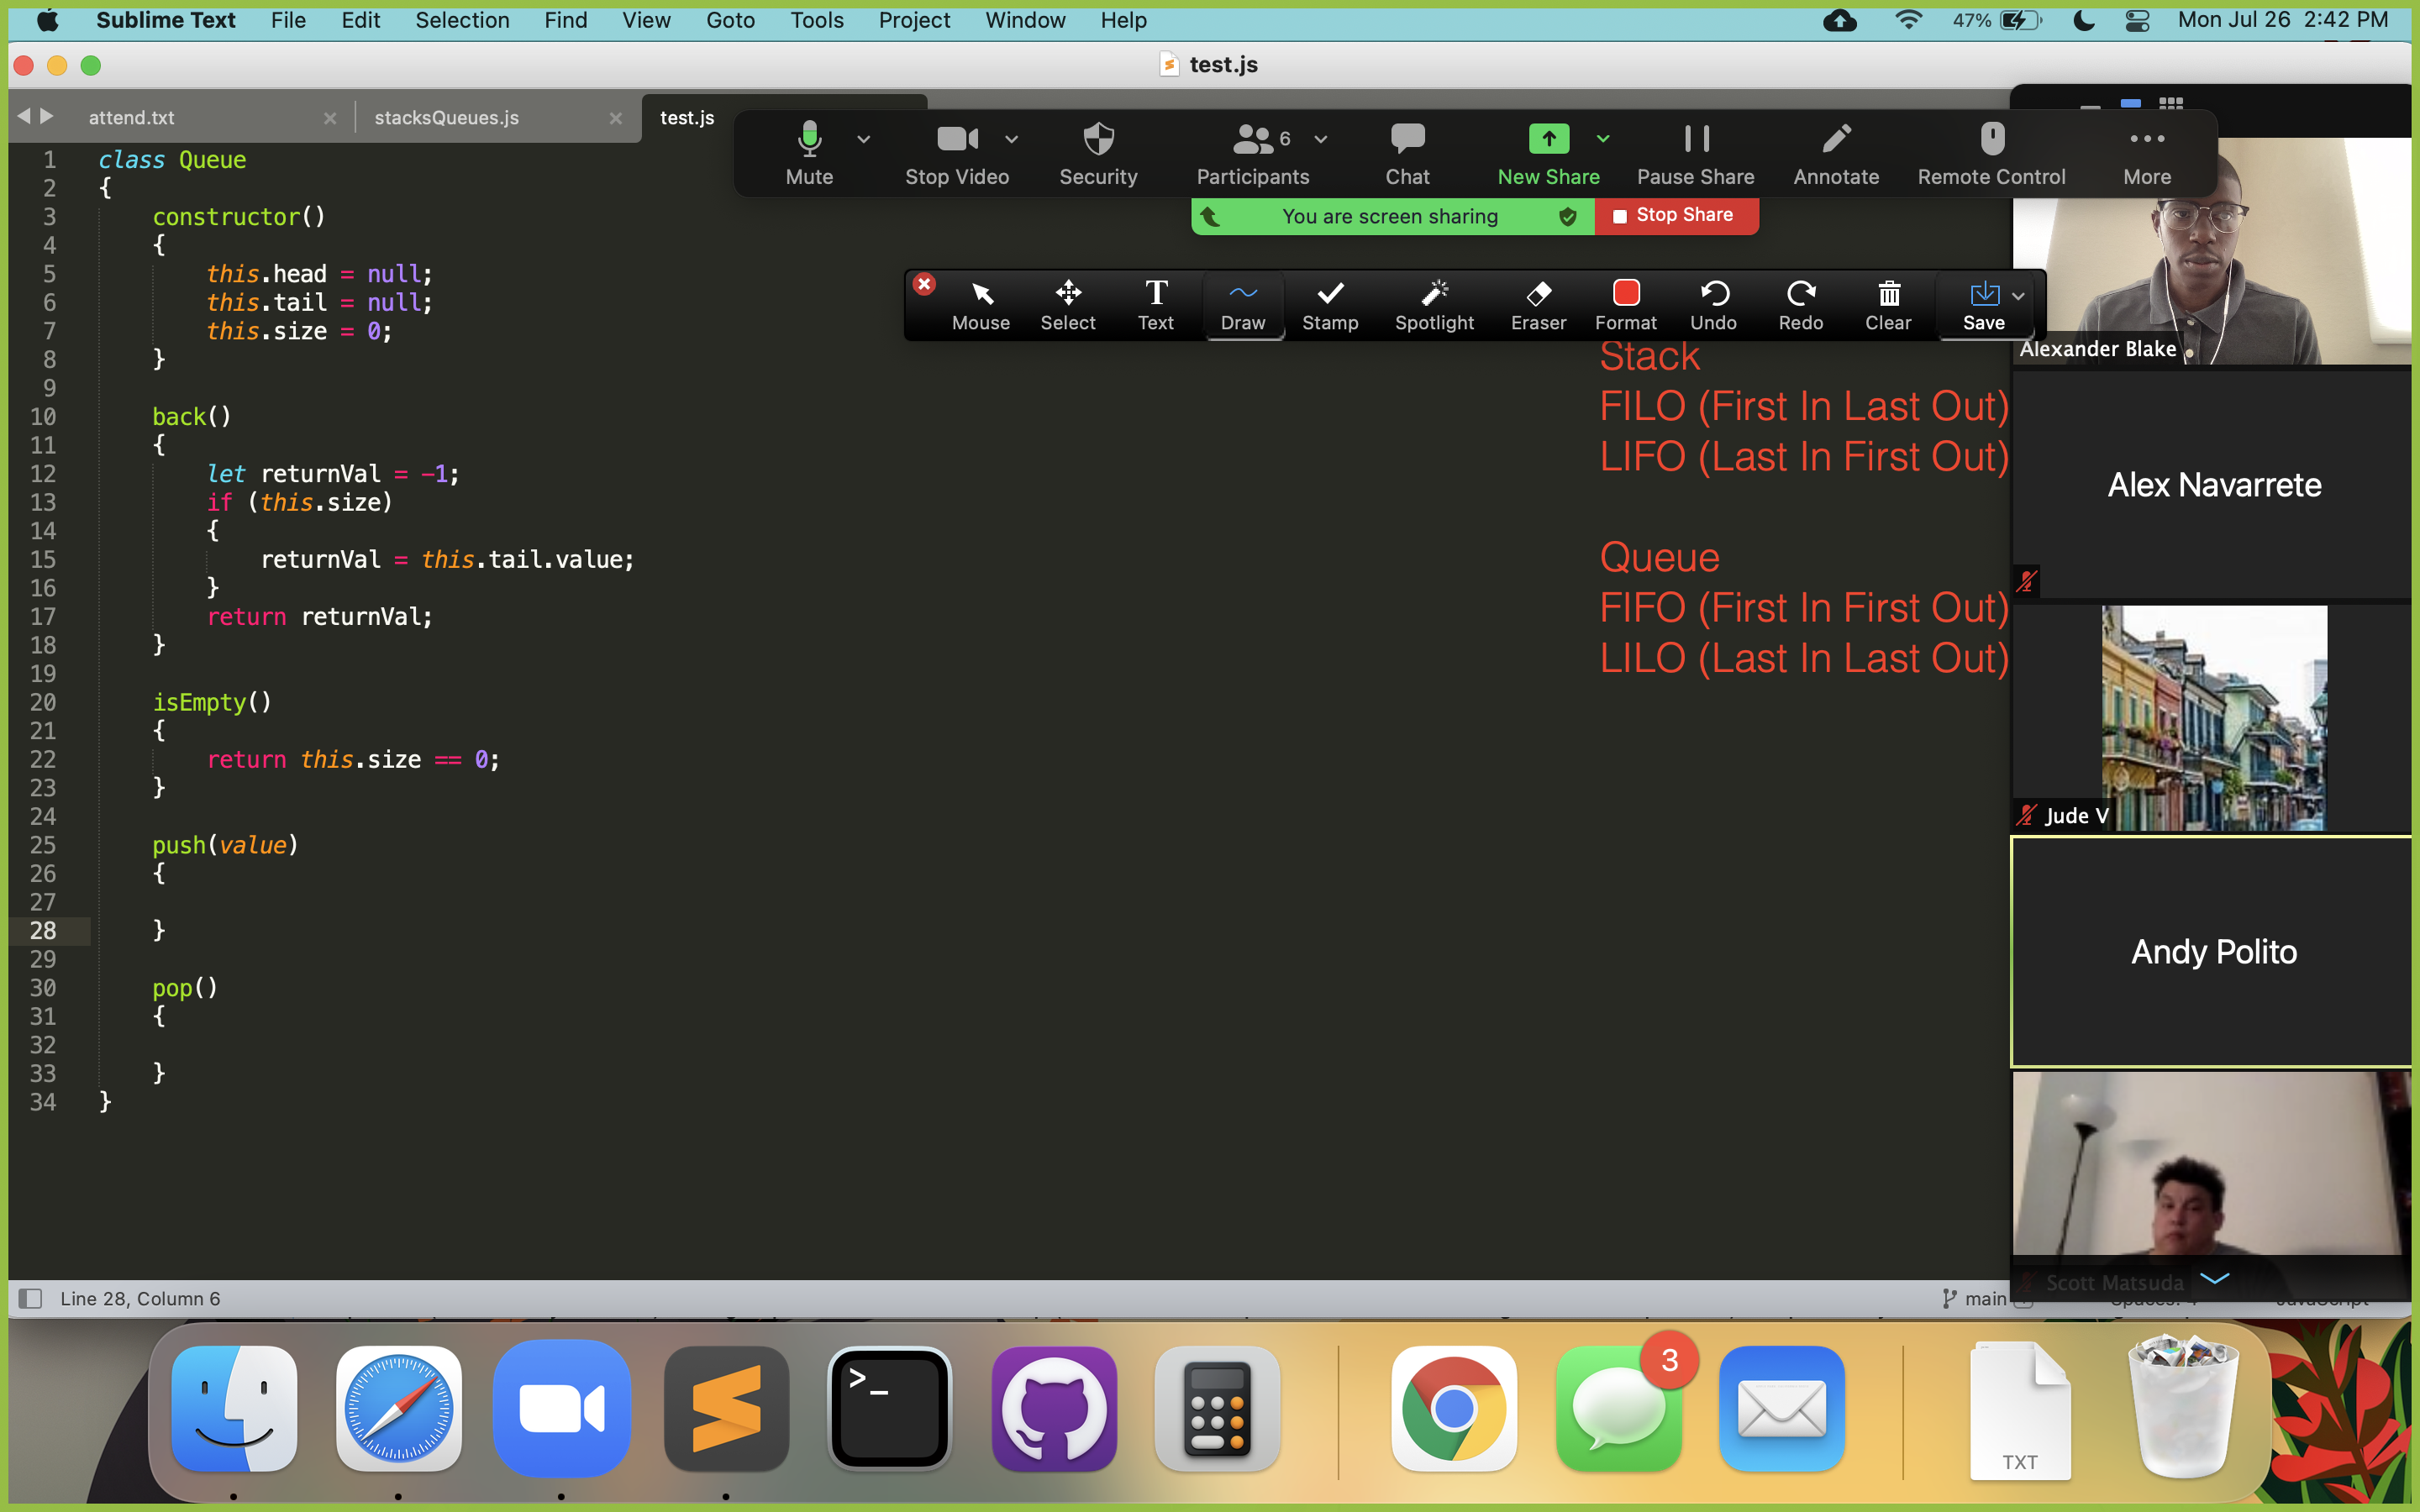 Sublime Text File Edit Selection Find View Goto Tools Project Window Help 47% Mon Jul 26 2:42 PM
test.js
attend.txt stacksQueues.js test.js
Mute Stop Video Security Participants 6 Chat New Share Pause Share Annotate Remote Control More
You are screen sharing Stop Share
Mouse Select Text Draw Stamp Spotlight Eraser Format Undo Redo Clear Save
1 class Queue
2 {
3 constructor()
4 {
5 this.head = null;
6 this.tail = null;
7 this.size = 0;
8 }
9
10 back()
11 {
12 let returnVal = -1;
13 if (this.size)
14 {
15 returnVal = this.tail.value;
16 }
17 return returnVal;
18 }
19
20 isEmpty()
21 {
22 return this.size == 0;
23 }
24
25 push(value)
26 {
27
28 }
29
30 pop()
31 {
32
33 }
34 }
Stack
FILO (First In Last Out)
LIFO (Last In First Out)
Queue
FIFO (First In First Out)
LILO (Last In Last Out)
Alexander Blake
Alex Navarrete
Jude V
Andy Polito
Scott Matsuda
Line 28, Column 6 main
3
TXT